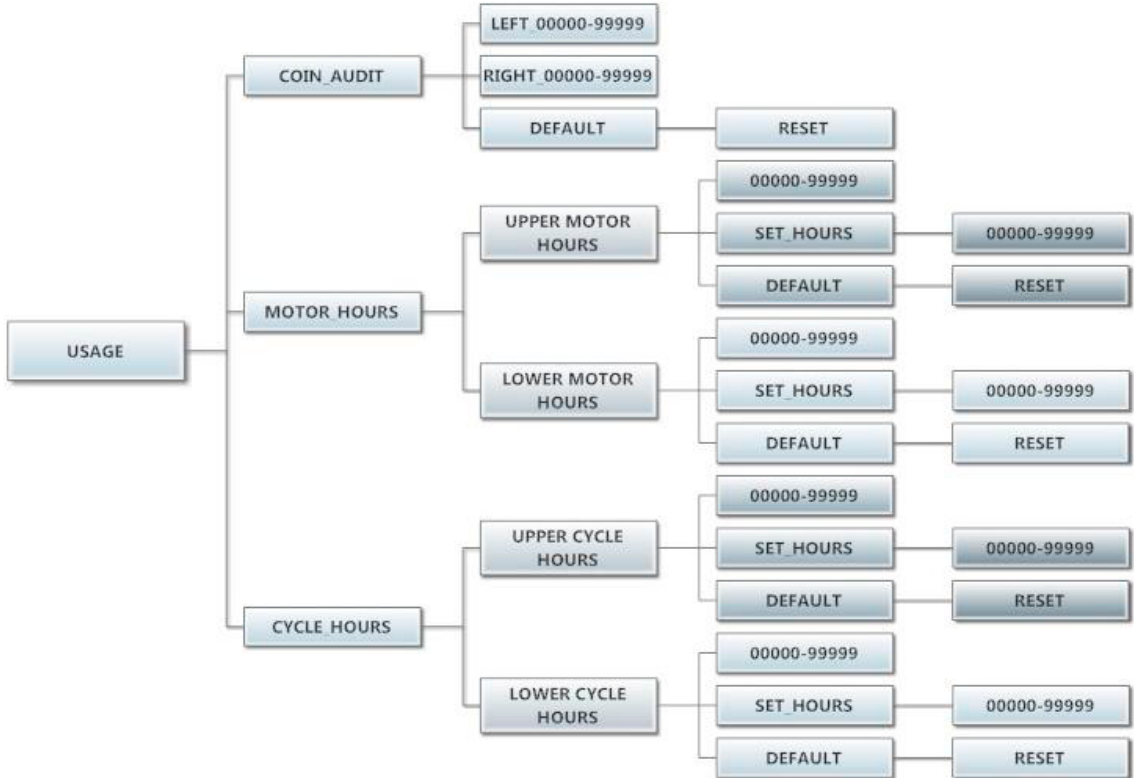 LEFT_00000-99999
COIN_AUDIT
RIGHT_00000-99999
DEFAULT
RESET
00000-99999
UPPER MOTOR
HOURS
SET_HOURS
00000-99999
DEFAULT
RESET
MOTOR_HOURS
00000-99999
USAGE
LOWER MOTOR
HOURS
SET_HOURS
00000-99999
DEFAULT
RESET
00000-99999
UPPER CYCLE
HOURS
SET_HOURS
00000-99999
DEFAULT
RESET
CYCLE_HOURS
00000-99999
LOWER CYCLE
HOURS
SET_HOURS
00000-99999
DEFAULT
RESET